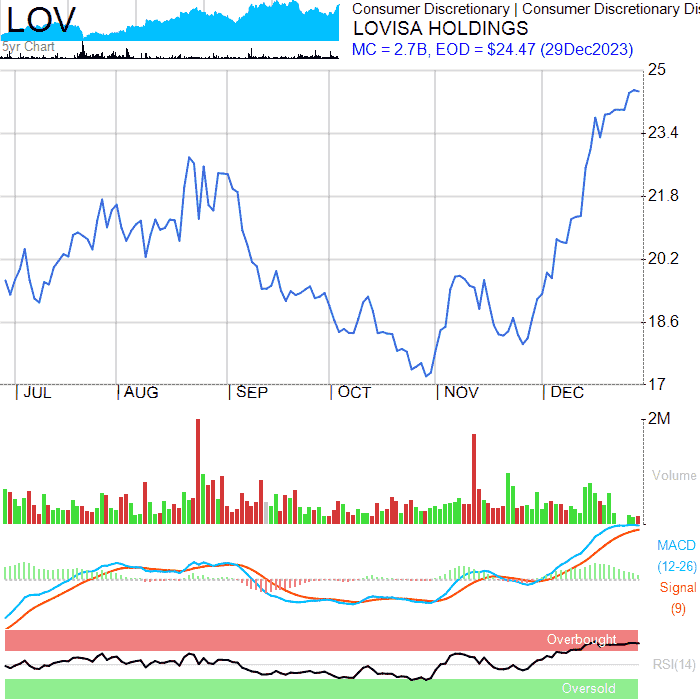 LOV
5yr Chart
Consumer Discretionary | Consumer Discretionary Dis
LOVISA HOLDINGS
MC = 2.7B, EOD = $24.47 (29Dec2023)
25
23.4
21.8
20.2
18.6
17
JUL AUG SEP OCT NOV DEC
2M
Volume
MACD
(12-26)
Signal
(9)
Overbought
RSI(14)
Oversold